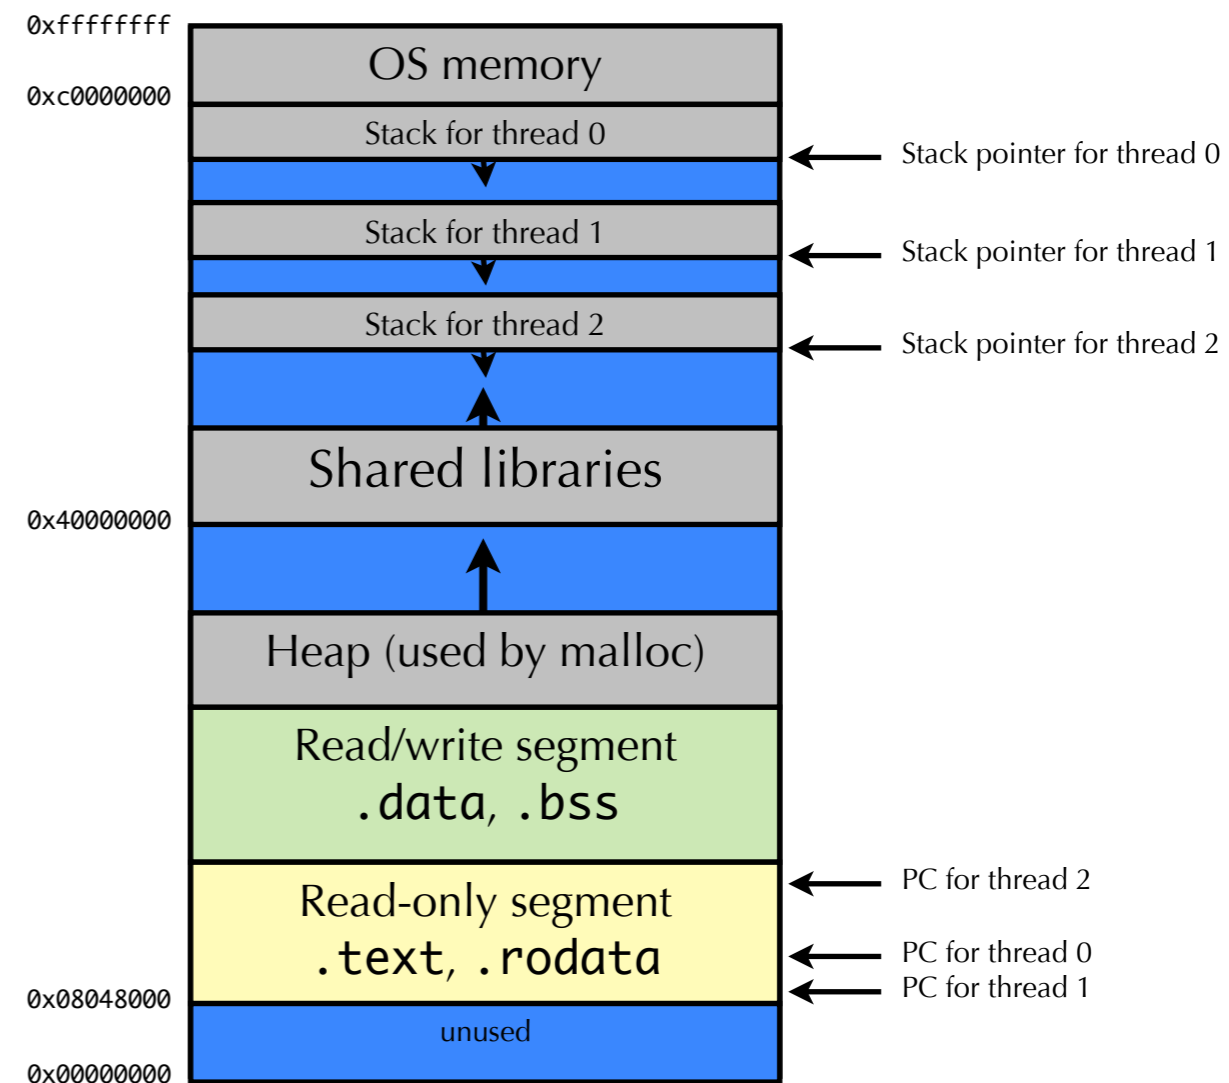 0xffffffff
OS memory
0xc0000000
Stack for thread 0
Stack pointer for thread 0
Stack for thread 1
Stack pointer for thread 1
Stack for thread 2
Stack pointer for thread 2
Shared libraries
0x40000000
Heap (used by malloc)
Read/write segment
.data, .bss
PC for thread 2
Read-only segment
.text, .rodata
PC for thread 0
PC for thread 1
0x08048000
unused
0x00000000